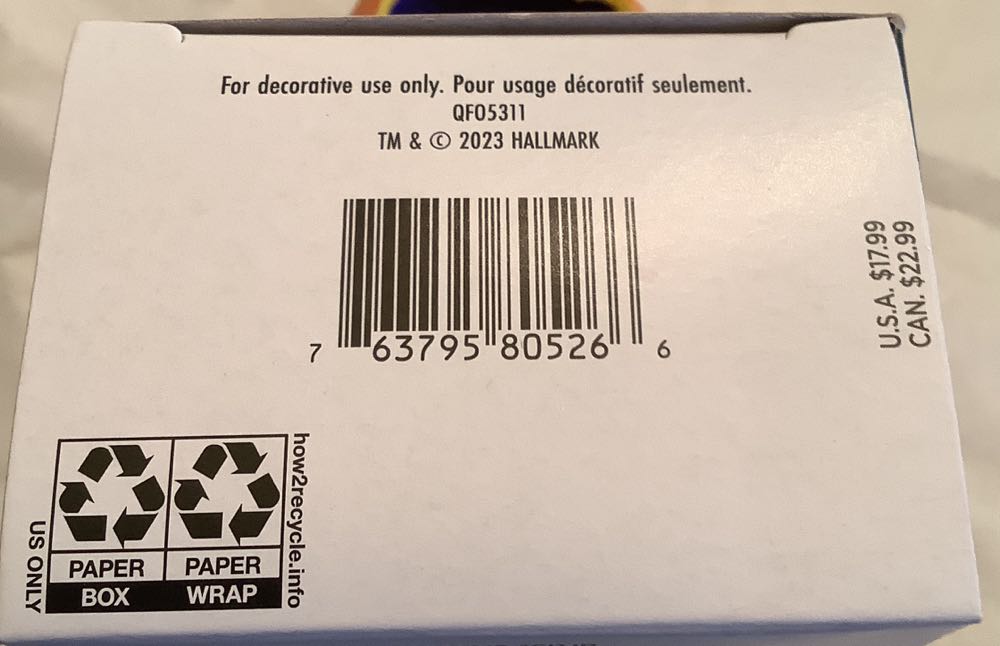 For decorative use only. Pour usage décoratif seulement.
QFO5311
TM & © 2023 HALLMARK
7 63795 80526 6
U.S.A. $17.99
CAN. $22.99
how2recycle.info
US ONLY
PAPER PAPER
BOX WRAP